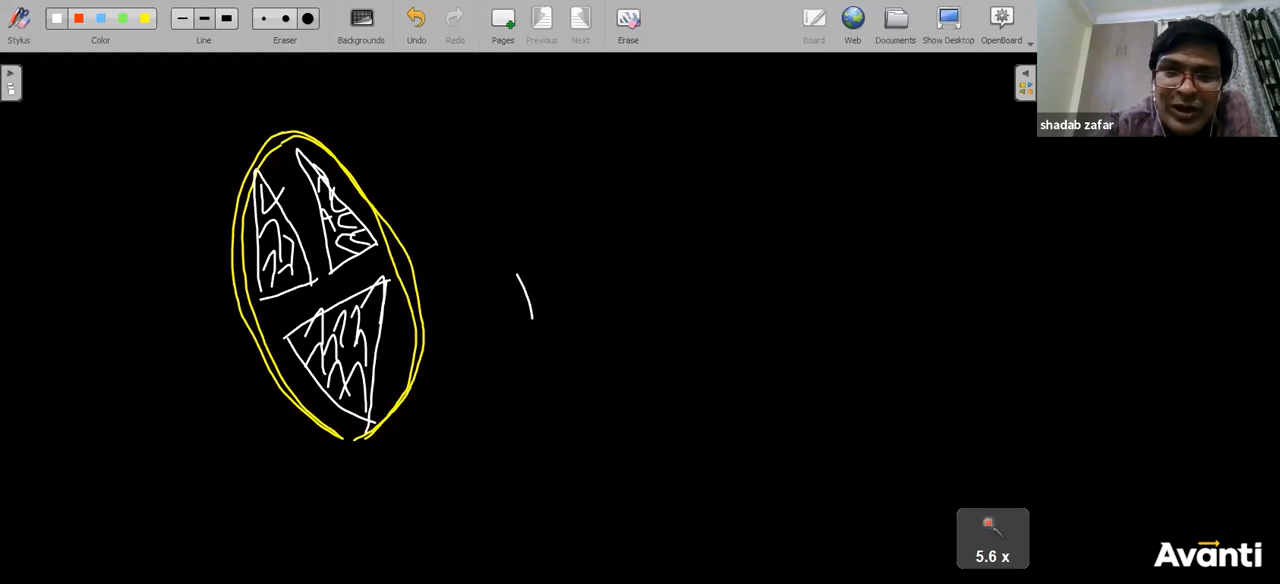 Stylus Color Line Eraser Backgrounds Undo Redo Pages Previous Next Erase Board Web Documents Show Desktop OpenBoard
shadab zafar
5.6 x
Avanti